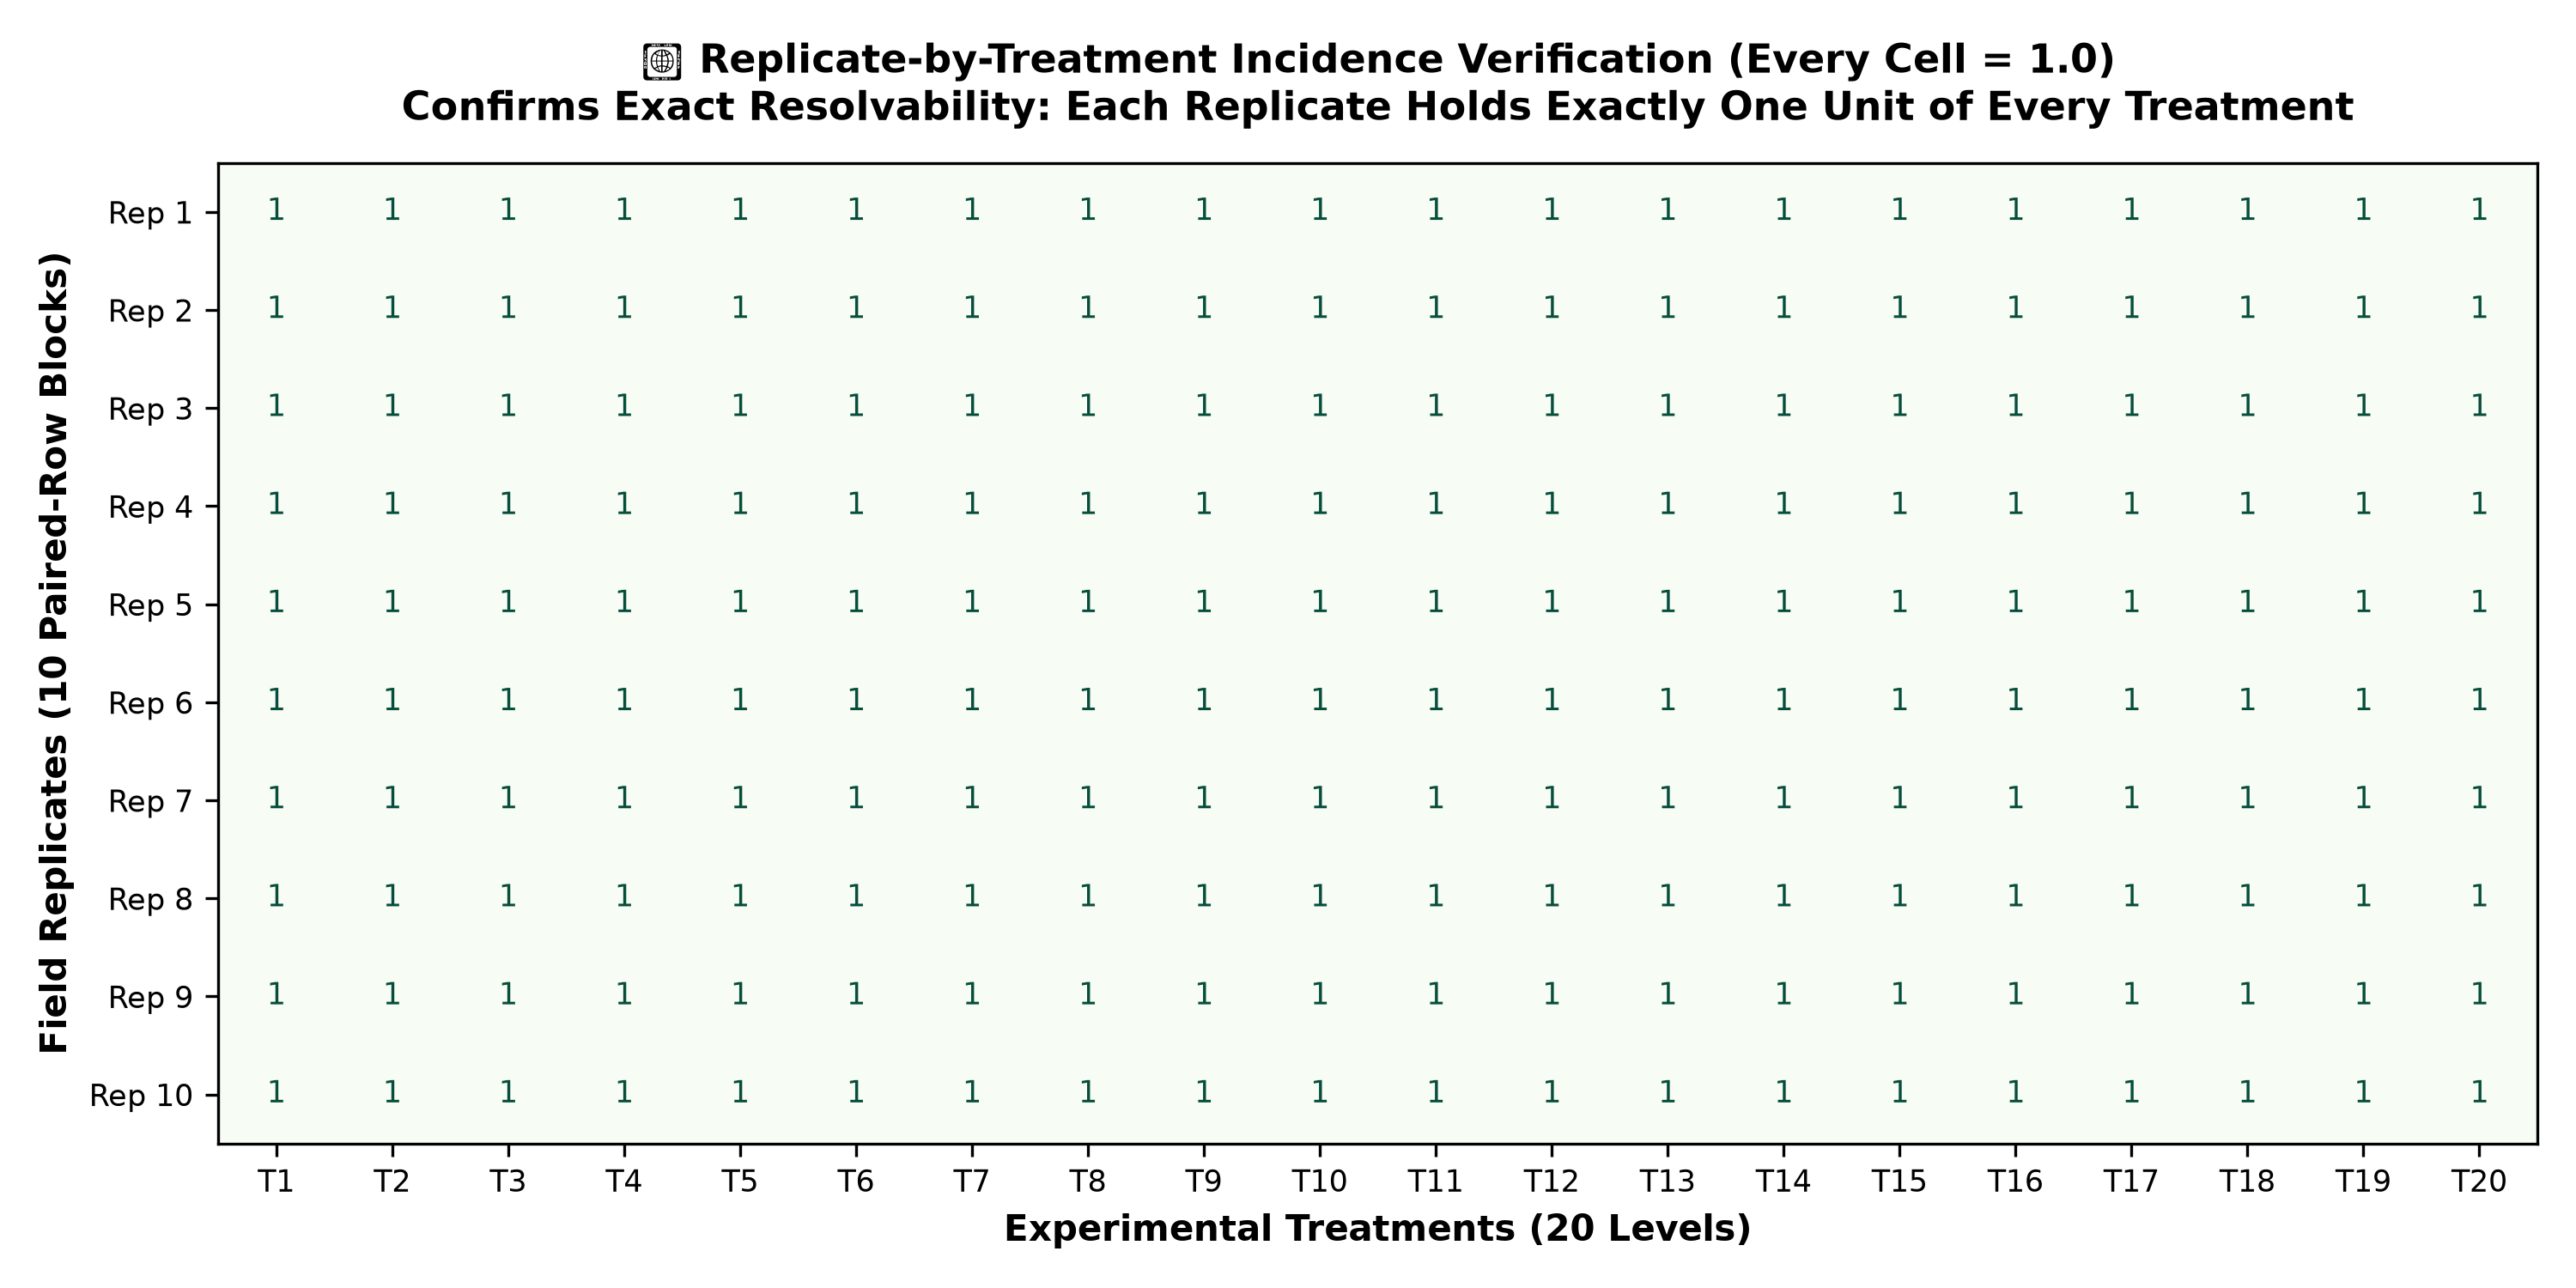 Replicate-by-Treatment Incidence Verification (Every Cell = 1.0)
Confirms Exact Resolvability: Each Replicate Holds Exactly One Unit of Every Treatment
Field Replicates (10 Paired-Row Blocks)
Rep 1 1 1 1 1 1 1 1 1 1 1 1 1 1 1 1 1 1 1 1 1
Rep 2 1 1 1 1 1 1 1 1 1 1 1 1 1 1 1 1 1 1 1 1
Rep 3 1 1 1 1 1 1 1 1 1 1 1 1 1 1 1 1 1 1 1 1
Rep 4 1 1 1 1 1 1 1 1 1 1 1 1 1 1 1 1 1 1 1 1
Rep 5 1 1 1 1 1 1 1 1 1 1 1 1 1 1 1 1 1 1 1 1
Rep 6 1 1 1 1 1 1 1 1 1 1 1 1 1 1 1 1 1 1 1 1
Rep 7 1 1 1 1 1 1 1 1 1 1 1 1 1 1 1 1 1 1 1 1
Rep 8 1 1 1 1 1 1 1 1 1 1 1 1 1 1 1 1 1 1 1 1
Rep 9 1 1 1 1 1 1 1 1 1 1 1 1 1 1 1 1 1 1 1 1
Rep 10 1 1 1 1 1 1 1 1 1 1 1 1 1 1 1 1 1 1 1 1
T1 T2 T3 T4 T5 T6 T7 T8 T9 T10 T11 T12 T13 T14 T15 T16 T17 T18 T19 T20
Experimental Treatments (20 Levels)